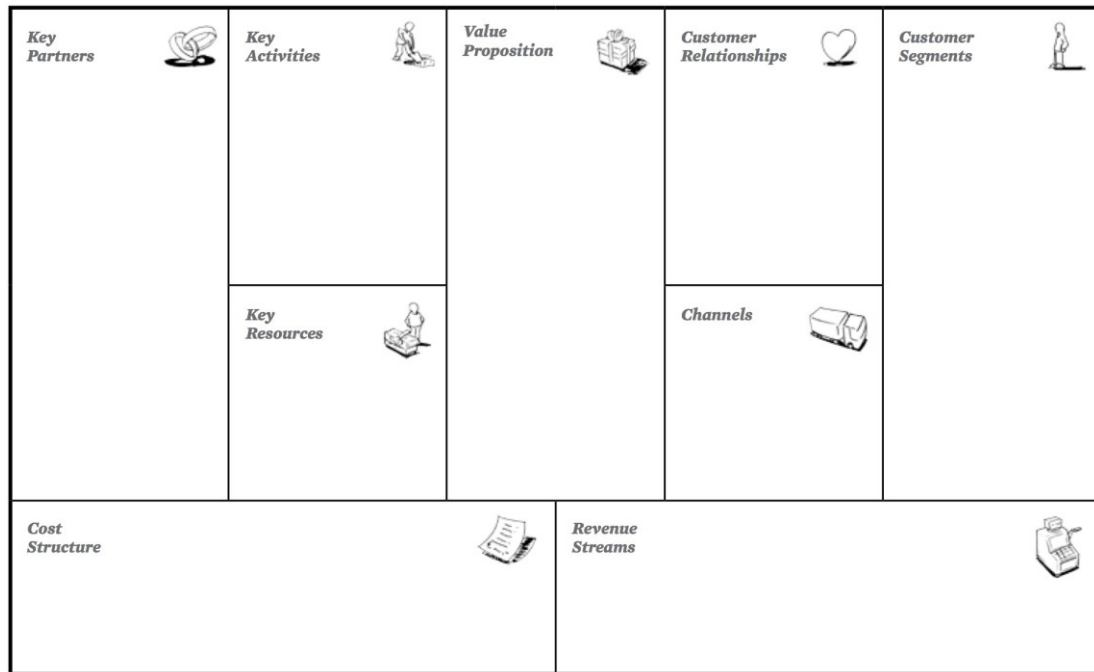 Key
Partners
Key
Activities
Value
Proposition
Customer
Relationships
Customer
Segments
Key
Resources
Channels
Cost
Structure
Revenue
Streams